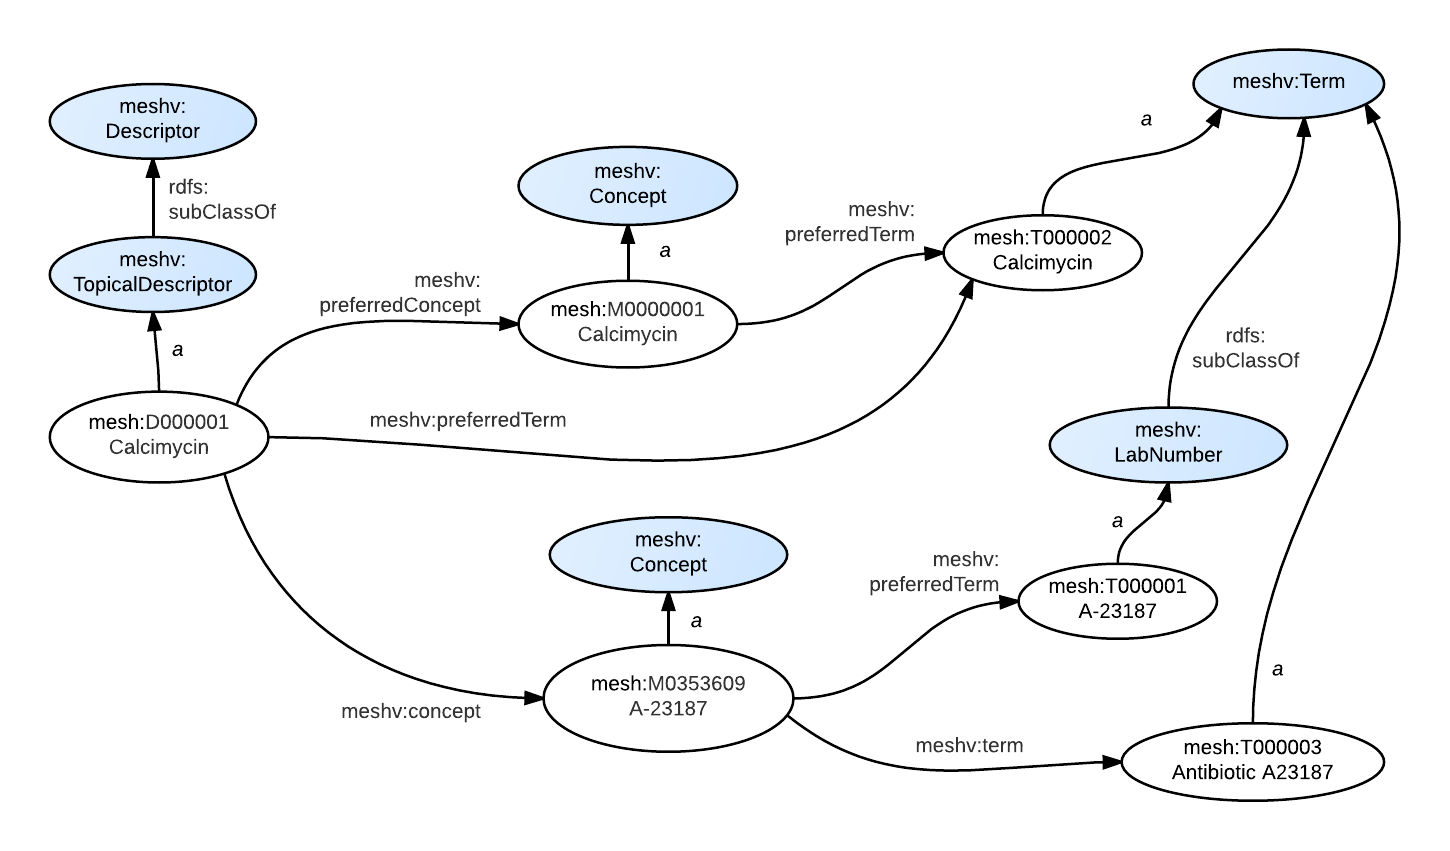 meshv:Term
meshv:
Descriptor
a
meshv:
Concept
rdfs:
subClassOf
meshv:
preferredTerm
mesh:T000002
Calcimycin
meshv:
TopicalDescriptor
a
meshv:
preferredConcept
mesh:M0000001
Calcimycin
a
rdfs:
subClassOf
mesh:D000001
Calcimycin
meshv:preferredTerm
meshv:
LabNumber
a
meshv:
Concept
meshv:
preferredTerm
mesh:T000001
A-23187
a
mesh:M0353609
A-23187
a
meshv:concept
meshv:term
mesh:T000003
Antibiotic A23187